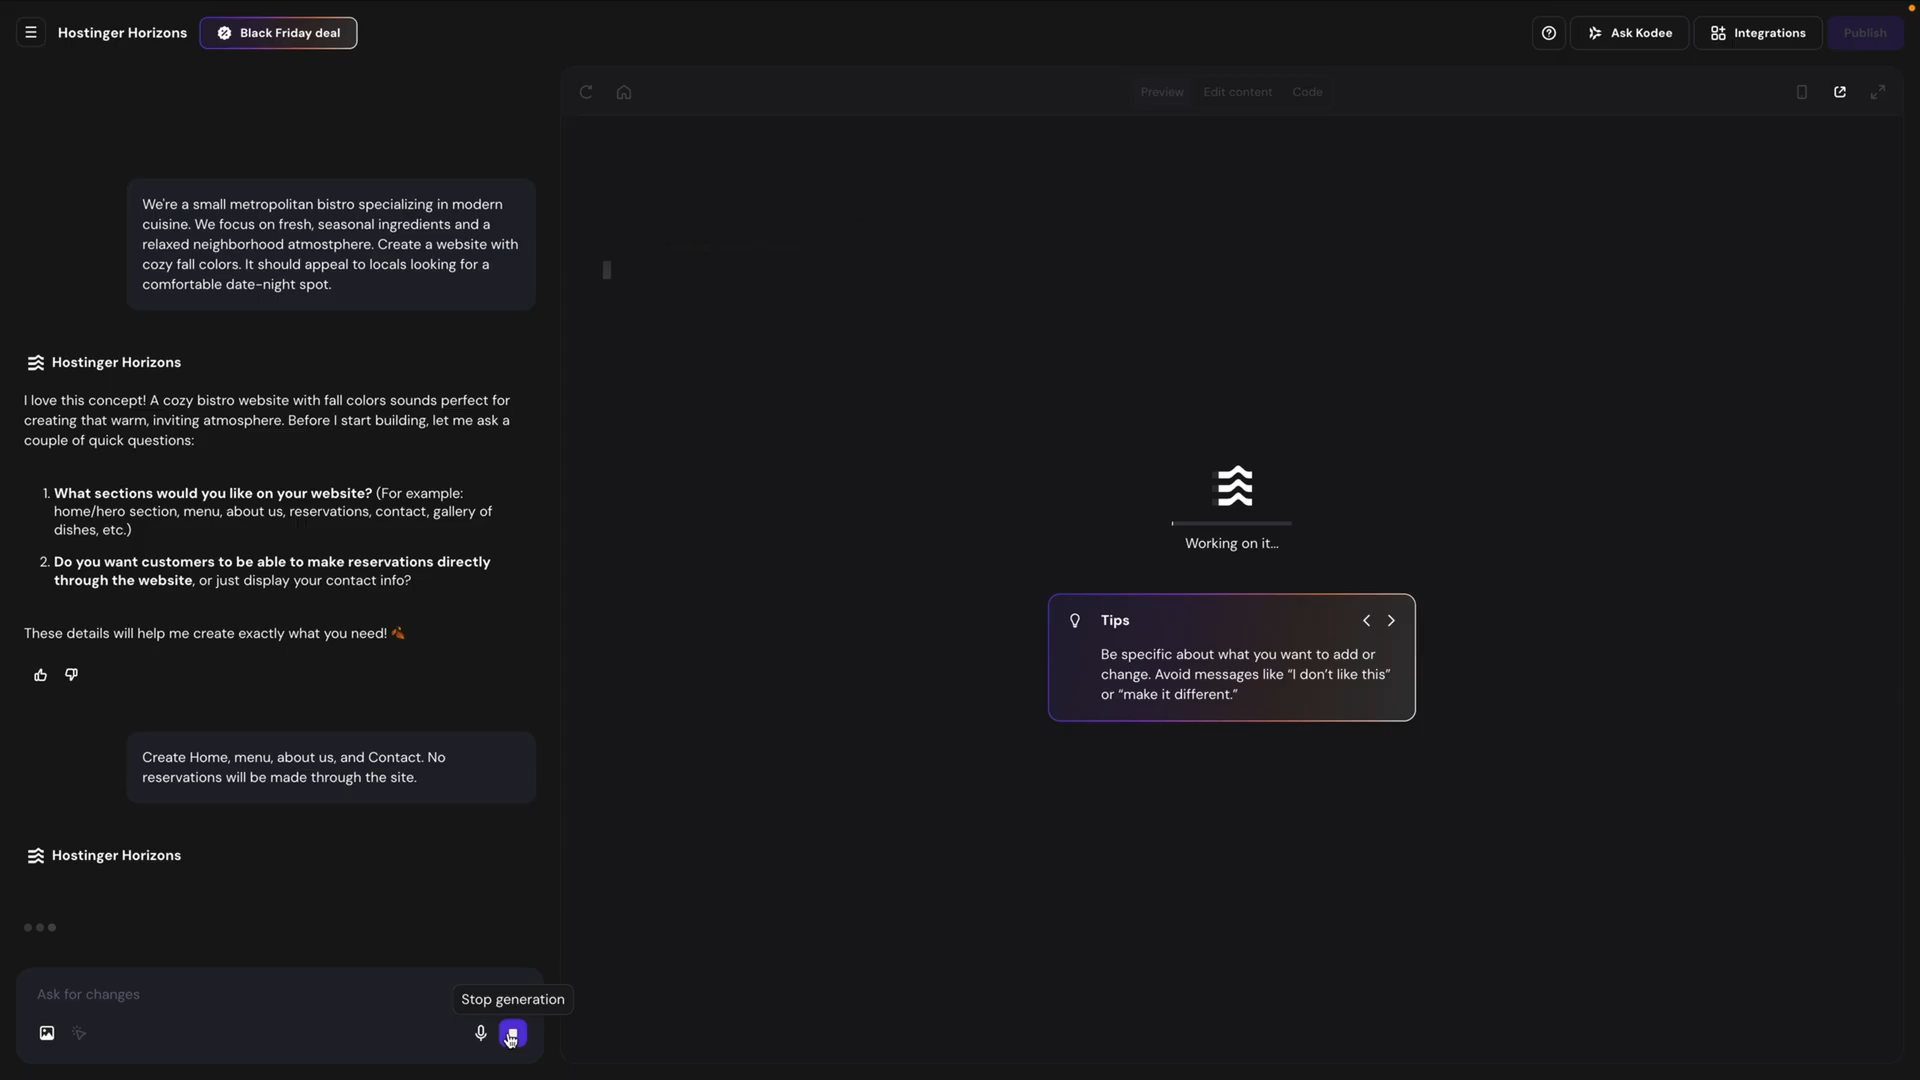 Hostinger Horizons
Black Friday deal
Ask Kodee
Integrations
Publish
Preview
Edit content
Code
We're a small metropolitan bistro specializing in modern
cuisine. We focus on fresh, seasonal ingredients and a
relaxed neighborhood atmostphere. Create a website with
cozy fall colors. It should appeal to locals looking for a
comfortable date-night spot.
Hostinger Horizons
I love this concept! A cozy bistro website with fall colors sounds perfect for
creating that warm, inviting atmosphere. Before I start building, let me ask a
couple of quick questions:
1. What sections would you like on your website? (For example:
home/hero section, menu, about us, reservations, contact, gallery of
dishes, etc.)
2. Do you want customers to be able to make reservations directly
through the website, or just display your contact info?
These details will help me create exactly what you need! 🍂
Create Home, menu, about us, and Contact. No
reservations will be made through the site.
Hostinger Horizons
Ask for changes
Stop generation
Working on it...
Tips
Be specific about what you want to add or
change. Avoid messages like “I don’t like this”
or “make it different.”